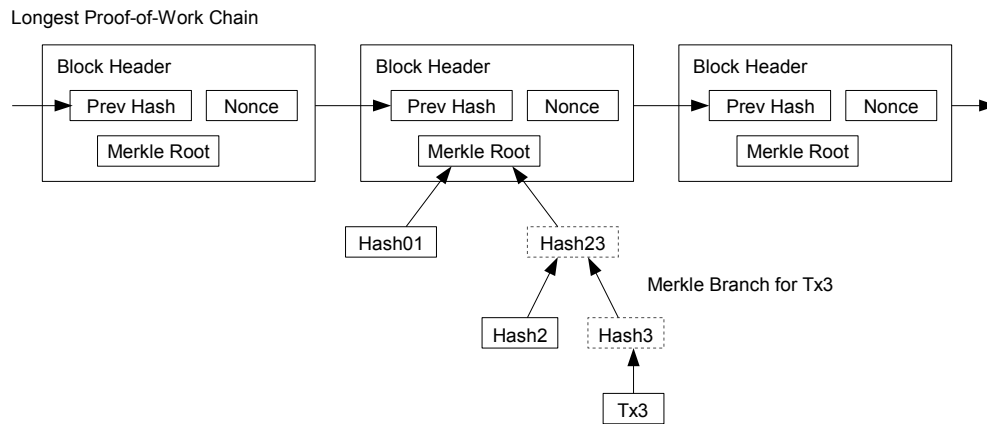 Longest Proof-of-Work Chain
Block Header
Prev Hash
Nonce
Merkle Root
Block Header
Prev Hash
Nonce
Merkle Root
Block Header
Prev Hash
Nonce
Merkle Root
Hash01
Hash23
Merkle Branch for Tx3
Hash2
Hash3
Tx3